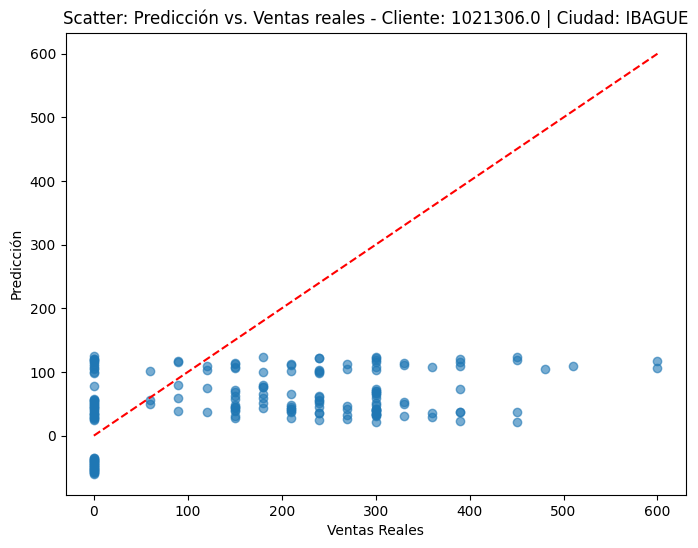 Scatter: Predicción vs. Ventas reales - Cliente: 1021306.0 | Ciudad: IBAGUE
600
500
400
300
200
100
0
Predicción
0 100 200 300 400 500 600
Ventas Reales